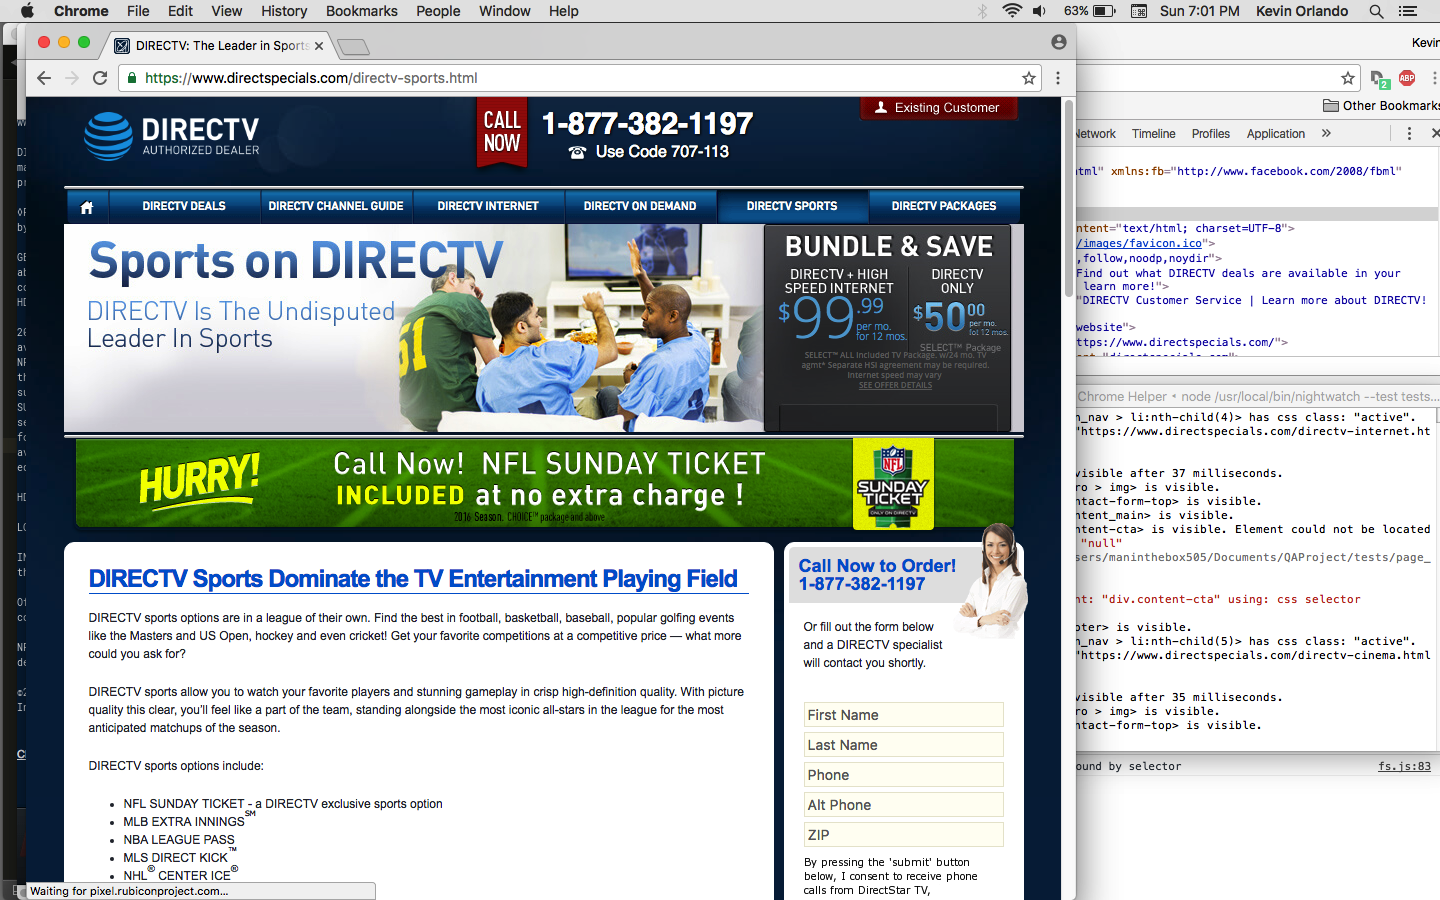 Chrome File Edit View History Bookmarks People Window Help
63% Sun 7:01 PM Kevin Orlando
DIRECTV: The Leader in Sports
https://www.directspecials.com/directv-sports.html
DIRECTV
AUTHORIZED DEALER
CALL
NOW
1-877-382-1197
Use Code 707-113
Existing Customer
DIRECTV DEALS
DIRECTV CHANNEL GUIDE
DIRECTV INTERNET
DIRECTV ON DEMAND
DIRECTV SPORTS
DIRECTV PACKAGES
Sports on DIRECTV
DIRECTV Is The Undisputed
Leader In Sports
51
BUNDLE & SAVE
DIRECTV + HIGH
SPEED INTERNET
$99.99
per mo.
for 12 mos.
DIRECTV
ONLY
$50.00
per mo.
fot 12 mos.
SELECT™ Package
SELECT™ ALL Included TV Package. w/24 mo. TV
agmt* Separate HSI agreement may be required.
Internet speed may vary
SEE OFFER DETAILS
HURRY!
Call Now! NFL SUNDAY TICKET
INCLUDED at no extra charge !
2016 Season. CHOICE™ package and above
NFL
SUNDAY
TICKET
ONLY ON DIRECTV
DIRECTV Sports Dominate the TV Entertainment Playing Field
DIRECTV sports options are in a league of their own. Find the best in football, basketball, baseball, popular golfing events
like the Masters and US Open, hockey and even cricket! Get your favorite competitions at a competitive price — what more
could you ask for?
DIRECTV sports allow you to watch your favorite players and stunning gameplay in crisp high-definition quality. With picture
quality this clear, you'll feel like a part of the team, standing alongside the most iconic all-stars in the league for the most
anticipated matchups of the season.
DIRECTV sports options include:
• NFL SUNDAY TICKET - a DIRECTV exclusive sports option
• MLB EXTRA INNINGS℠
• NBA LEAGUE PASS
• MLS DIRECT KICK™
• NHL® CENTER ICE®
Waiting for pixel.rubiconproject.com...
Call Now to Order!
1-877-382-1197
Or fill out the form below
and a DIRECTV specialist
will contact you shortly.
First Name
Last Name
Phone
Alt Phone
ZIP
By pressing the 'submit' button
below, I consent to receive phone
calls from DirectStar TV,
Kevin
2
ABP
Other Bookmarks
Network Timeline Profiles Application »
html" xmlns:fb="http://www.facebook.com/2008/fbml"
ntent="text/html; charset=UTF-8">
/images/favicon.ico">
,follow,noodp,noydir">
Find out what DIRECTV deals are available in your
learn more!">
"DIRECTV Customer Service | Learn more about DIRECTV!
website">
ttps://www.directspecials.com/">
Chrome Helper • node /usr/local/bin/nightwatch --test tests...
n_nav > li:nth-child(4)> has css class: "active".
"https://www.directspecials.com/directv-internet.ht
visible after 37 milliseconds.
ro > img> is visible.
ntact-form-top> is visible.
ntent_main> is visible.
ntent-cta> is visible. Element could not be located
"null"
sers/maninthebox505/Documents/QAProject/tests/page_
nt: "div.content-cta" using: css selector
oter> is visible.
n_nav > li:nth-child(5)> has css class: "active".
"https://www.directspecials.com/directv-cinema.html
visible after 35 milliseconds.
ro > img> is visible.
ntact-form-top> is visible.
ound by selector fs.js:83